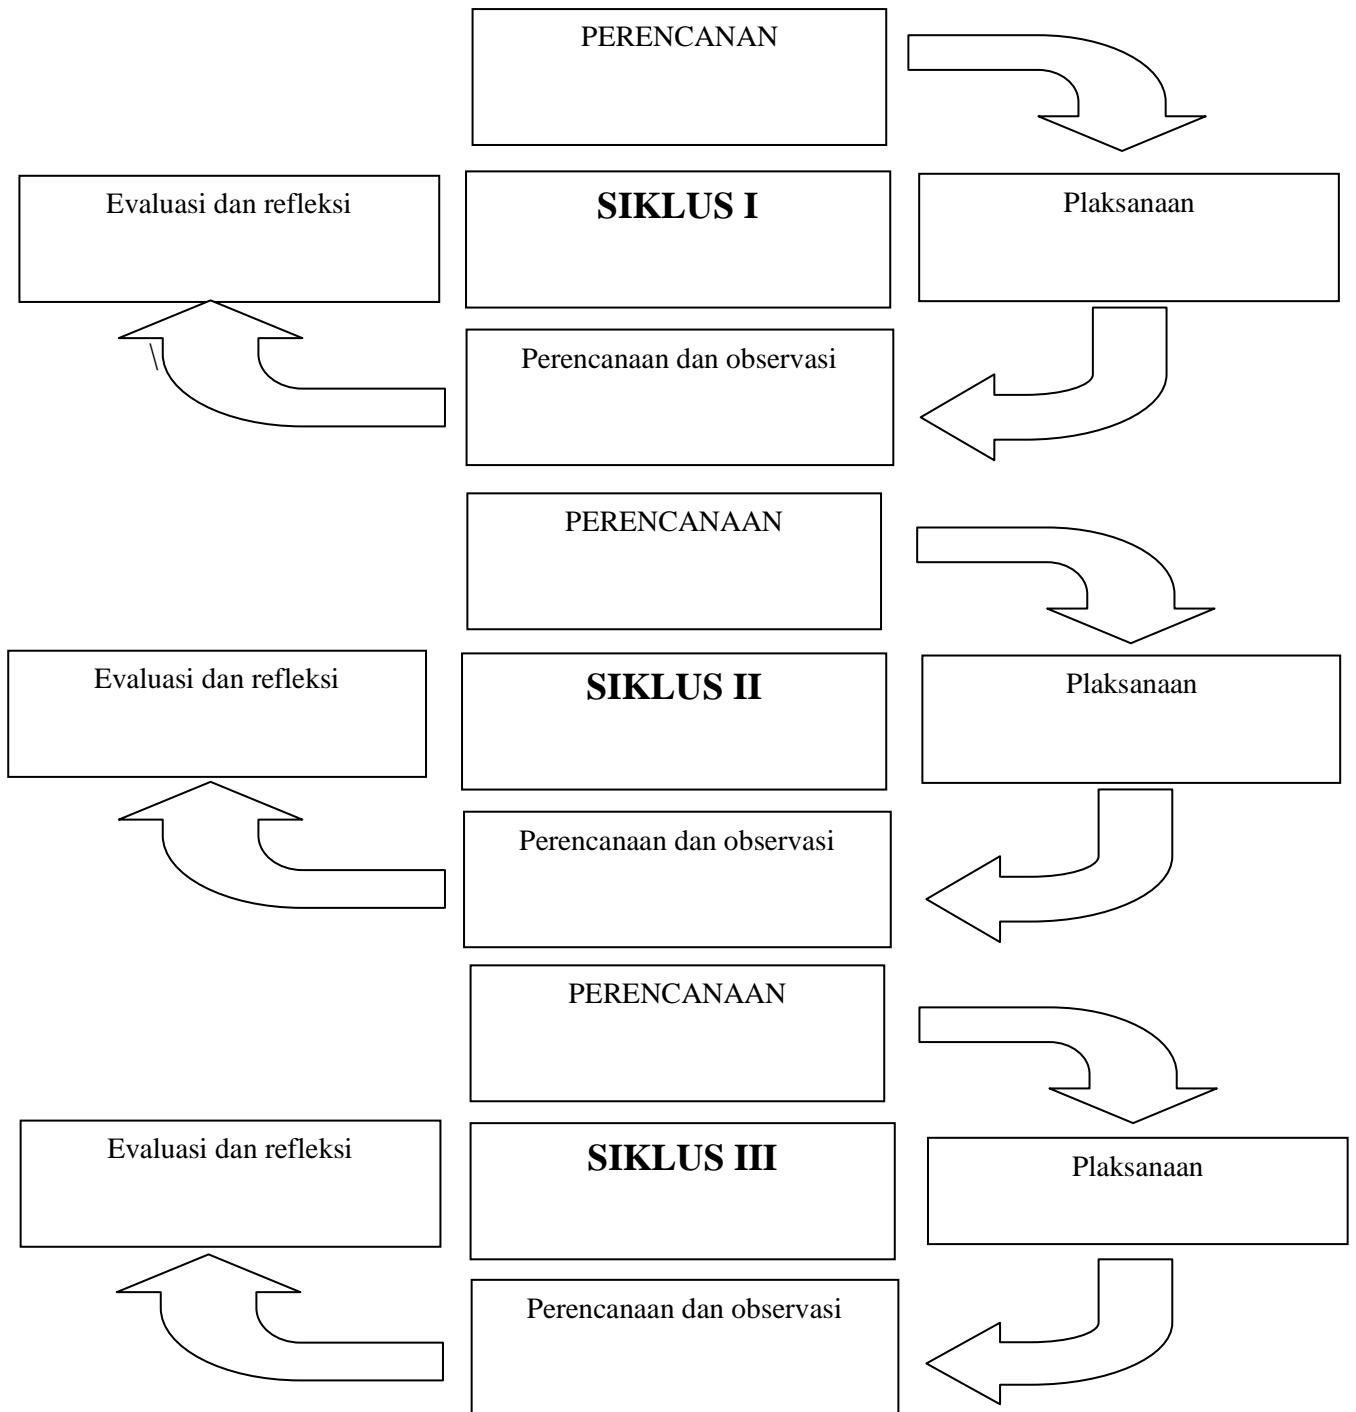 PERENCANAN
Evaluasi dan refleksi
SIKLUS I
Plaksanaan
Perencanaan dan observasi
PERENCANAAN
Evaluasi dan refleksi
SIKLUS II
Plaksanaan
Perencanaan dan observasi
PERENCANAAN
Evaluasi dan refleksi
SIKLUS III
Plaksanaan
Perencanaan dan observasi